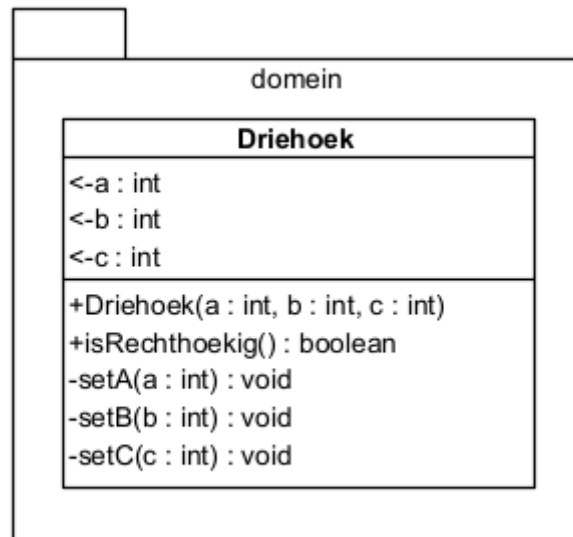 domein
Driehoek
<-a : int
<-b : int
<-c : int
+Driehoek(a : int, b : int, c : int)
+isRechthoekig() : boolean
-setA(a : int) : void
-setB(b : int) : void
-setC(c : int) : void